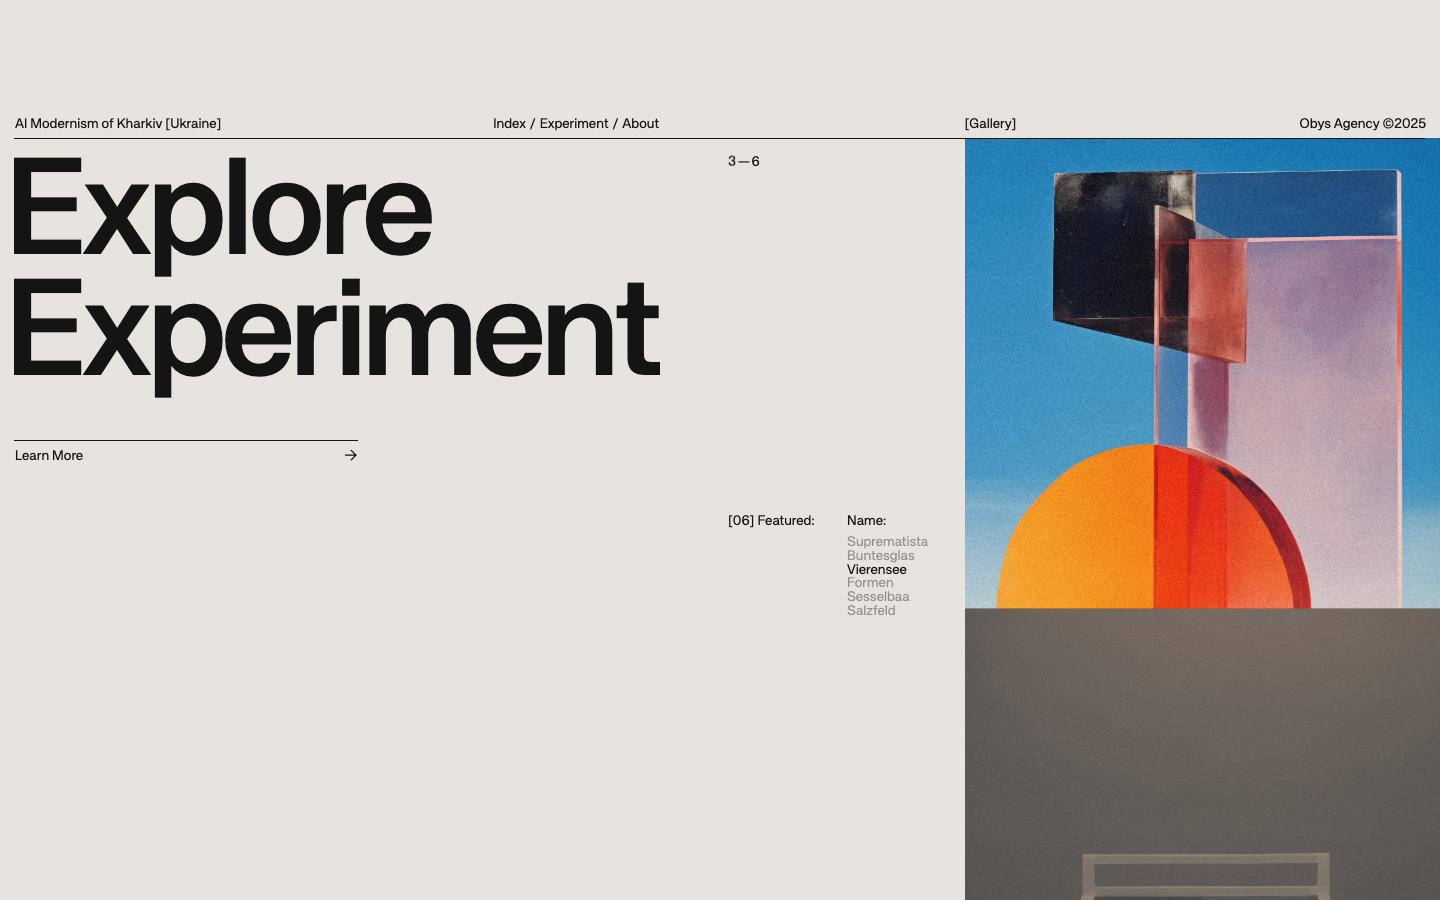 AI Modernism of Kharkiv [Ukraine]
Index / Experiment / About
[Gallery]
Obys Agency ©2025
Explore
Experiment
3—6
Learn More
[06] Featured:
Name:
Suprematista
Buntesglas
Vierensee
Formen
Sesselbaa
Salzfeld